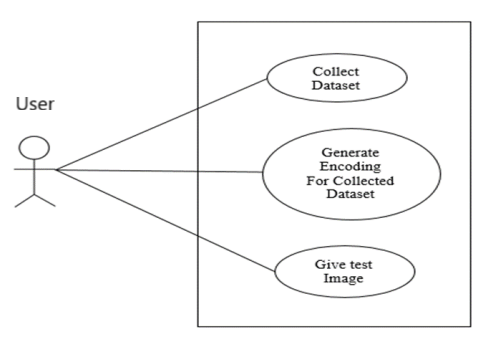 User
Collect
Dataset
Generate
Encoding
For Collected
Dataset
Give test
Image